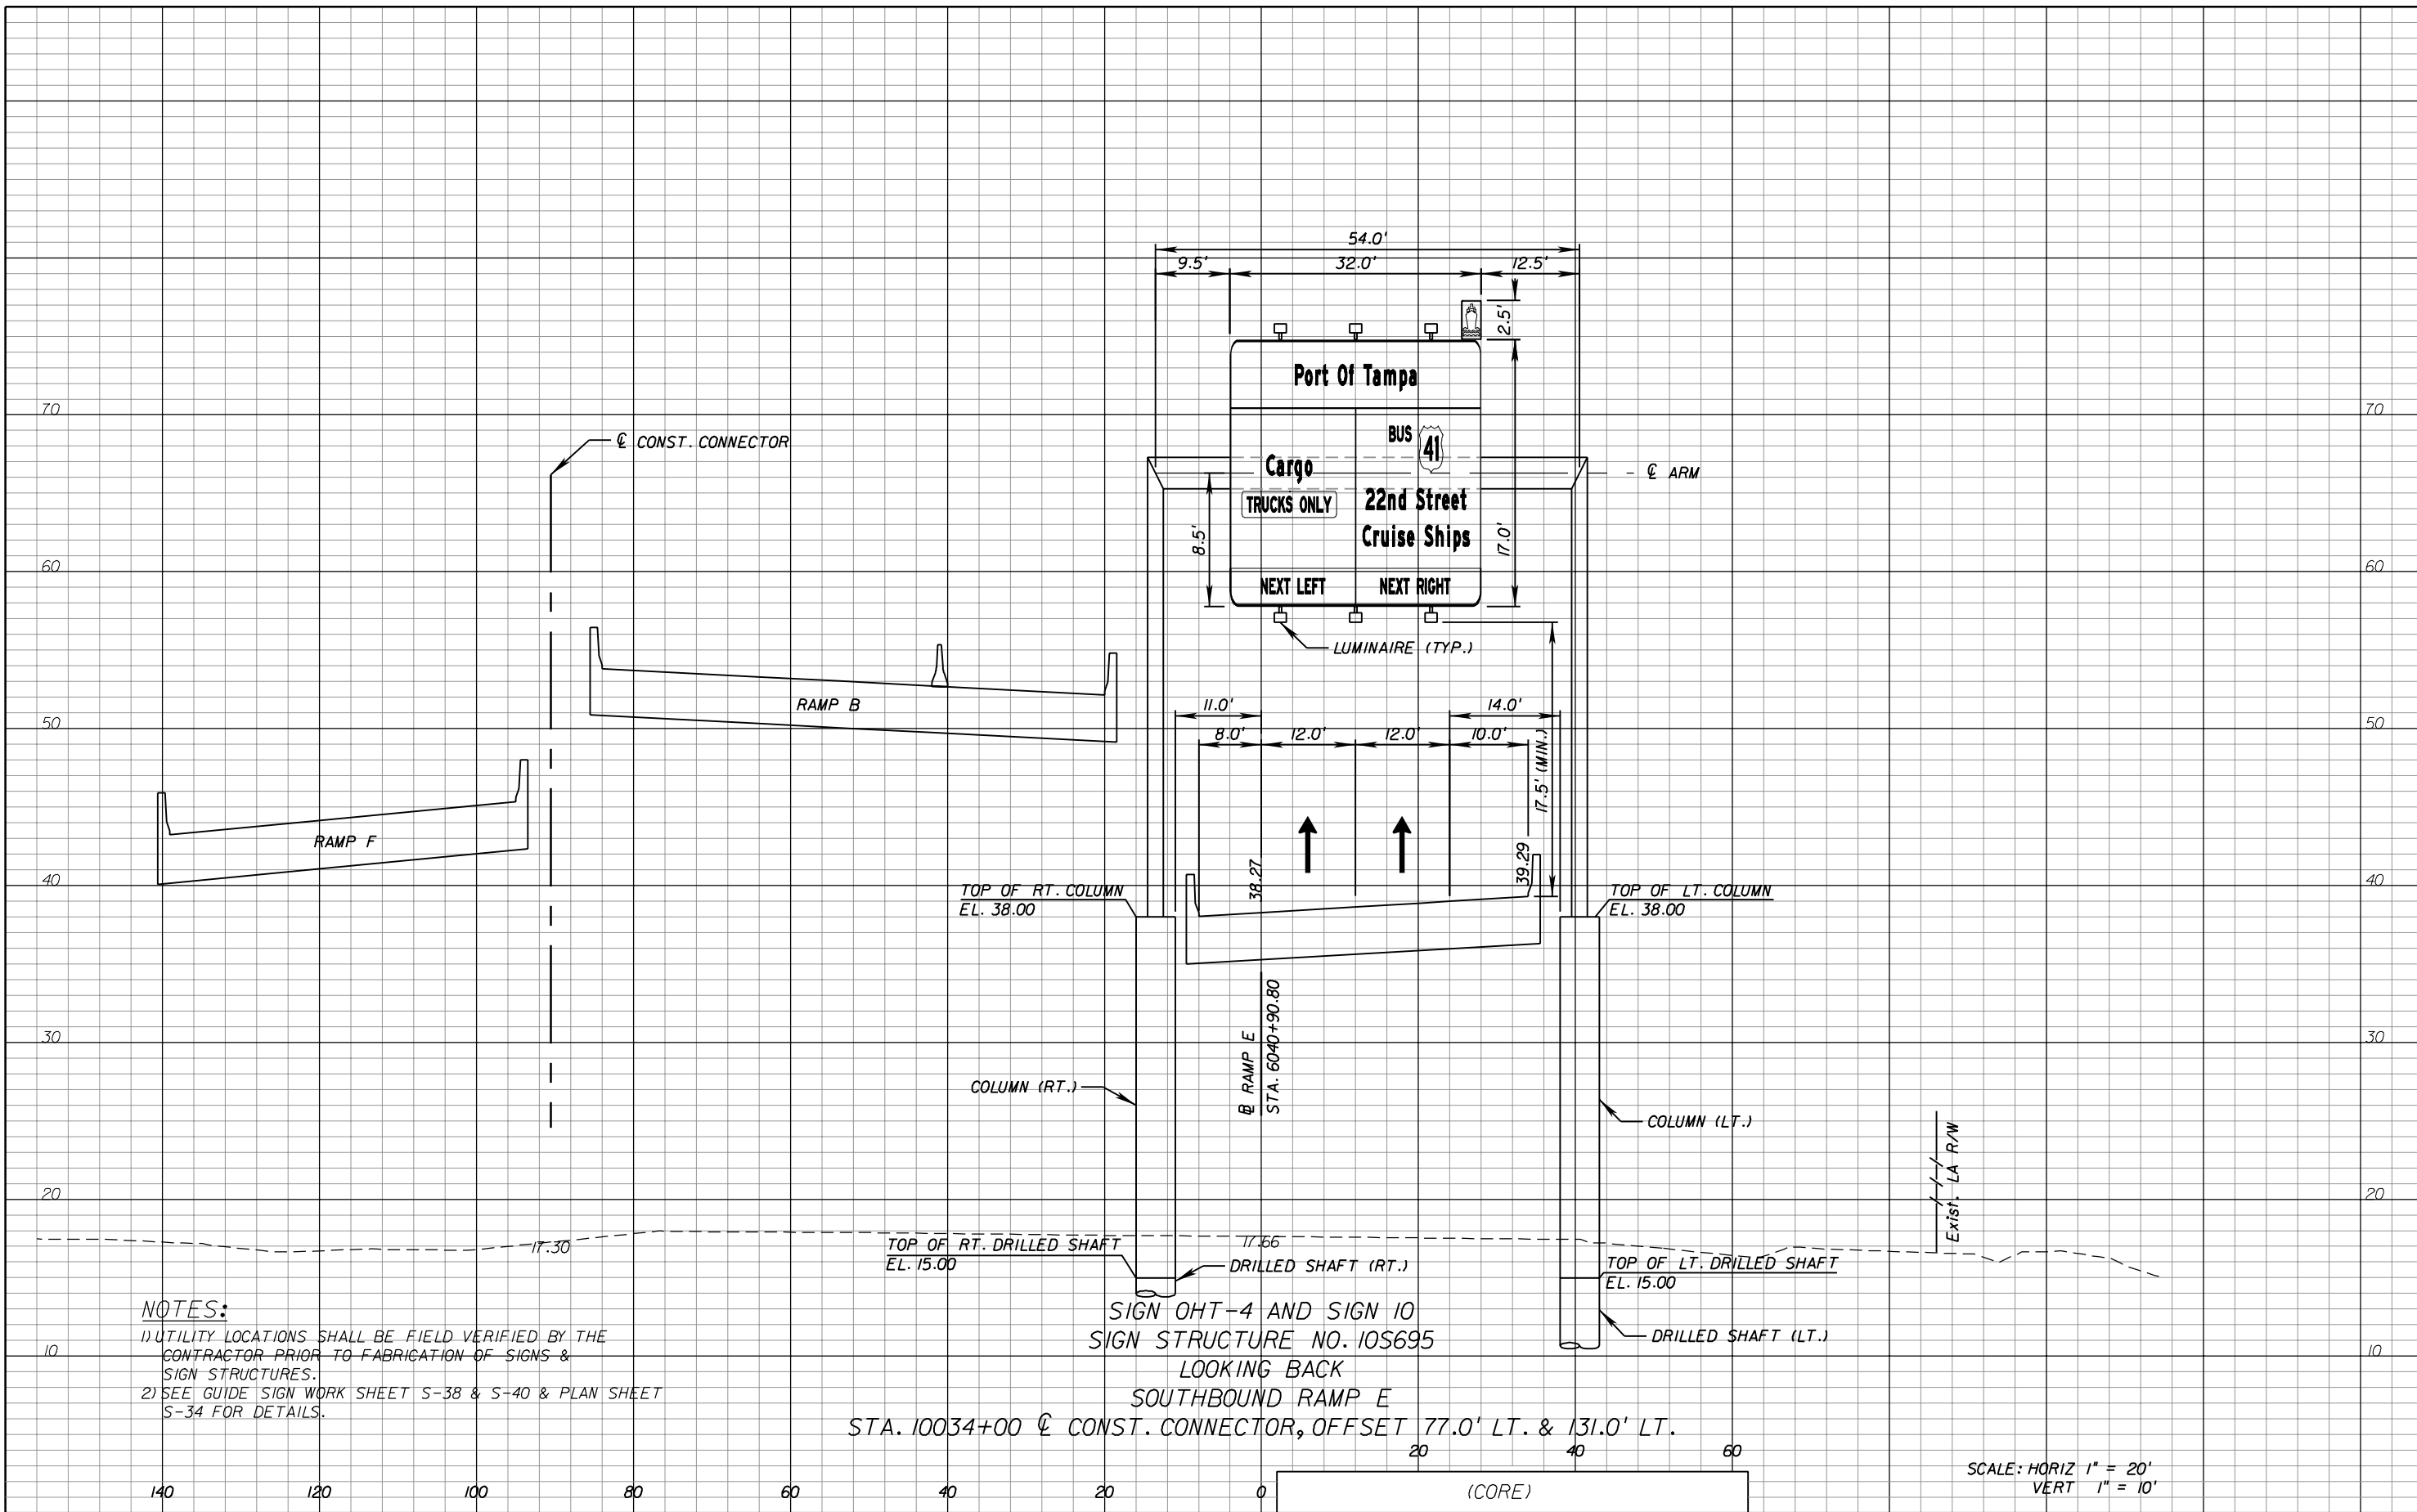 54.0'
9.5'
32.0'
12.5'
2.5'
Port Of Tampa
70
70
BUS
41
℄ CONST. CONNECTOR
Cargo
℄ ARM
TRUCKS ONLY
22nd Street
Cruise Ships
8.5'
17.0'
60
60
NEXT LEFT
NEXT RIGHT
LUMINAIRE (TYP.)
RAMP B
11.0'
14.0'
50
50
8.0'
12.0'
12.0'
10.0'
17.5' (MIN.)
RAMP F
38.27
39.29
40
40
TOP OF RT. COLUMN
EL. 38.00
TOP OF LT. COLUMN
EL. 38.00
30
30
COLUMN (RT.)
℄ RAMP E
STA. 6040+90.80
COLUMN (LT.)
Exist. LA R/W
20
20
17.30
17.66
TOP OF RT. DRILLED SHAFT
EL. 15.00
DRILLED SHAFT (RT.)
TOP OF LT. DRILLED SHAFT
EL. 15.00
DRILLED SHAFT (LT.)
10
10
NOTES:
1) UTILITY LOCATIONS SHALL BE FIELD VERIFIED BY THE
CONTRACTOR PRIOR TO FABRICATION OF SIGNS &
SIGN STRUCTURES.
2) SEE GUIDE SIGN WORK SHEET S-38 & S-40 & PLAN SHEET
S-34 FOR DETAILS.
SIGN OHT-4 AND SIGN 10
SIGN STRUCTURE NO. 10S695
LOOKING BACK
SOUTHBOUND RAMP E
STA. 10034+00 ℄ CONST. CONNECTOR, OFFSET 77.0' LT. & 131.0' LT.
20
40
60
SCALE: HORIZ 1" = 20'
VERT 1" = 10'
140
120
100
80
60
40
20
0
(CORE)